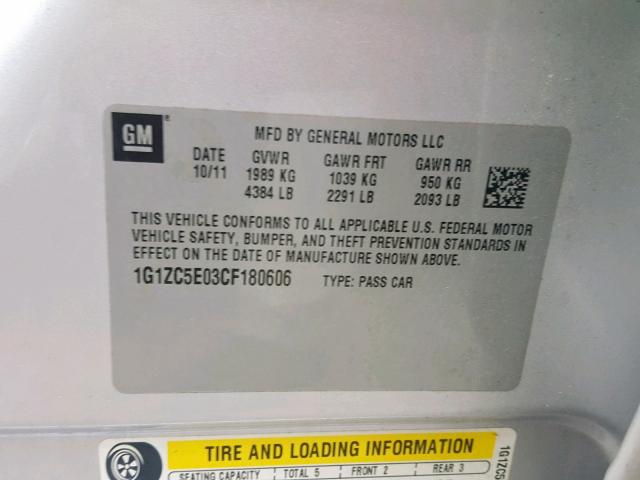 GM ®
MFD BY GENERAL MOTORS LLC
DATE GVWR GAWR FRT GAWR RR
10/11 1989 KG 1039 KG 950 KG
4384 LB 2291 LB 2093 LB
THIS VEHICLE CONFORMS TO ALL APPLICABLE U.S. FEDERAL MOTOR
VEHICLE SAFETY, BUMPER, AND THEFT PREVENTION STANDARDS IN
EFFECT ON THE DATE OF MANUFACTURE SHOWN ABOVE.
1G1ZC5E03CF180606 TYPE: PASS CAR
TIRE AND LOADING INFORMATION
SEATING CAPACITY TOTAL 5 FRONT 2 REAR 3
1G1ZC5